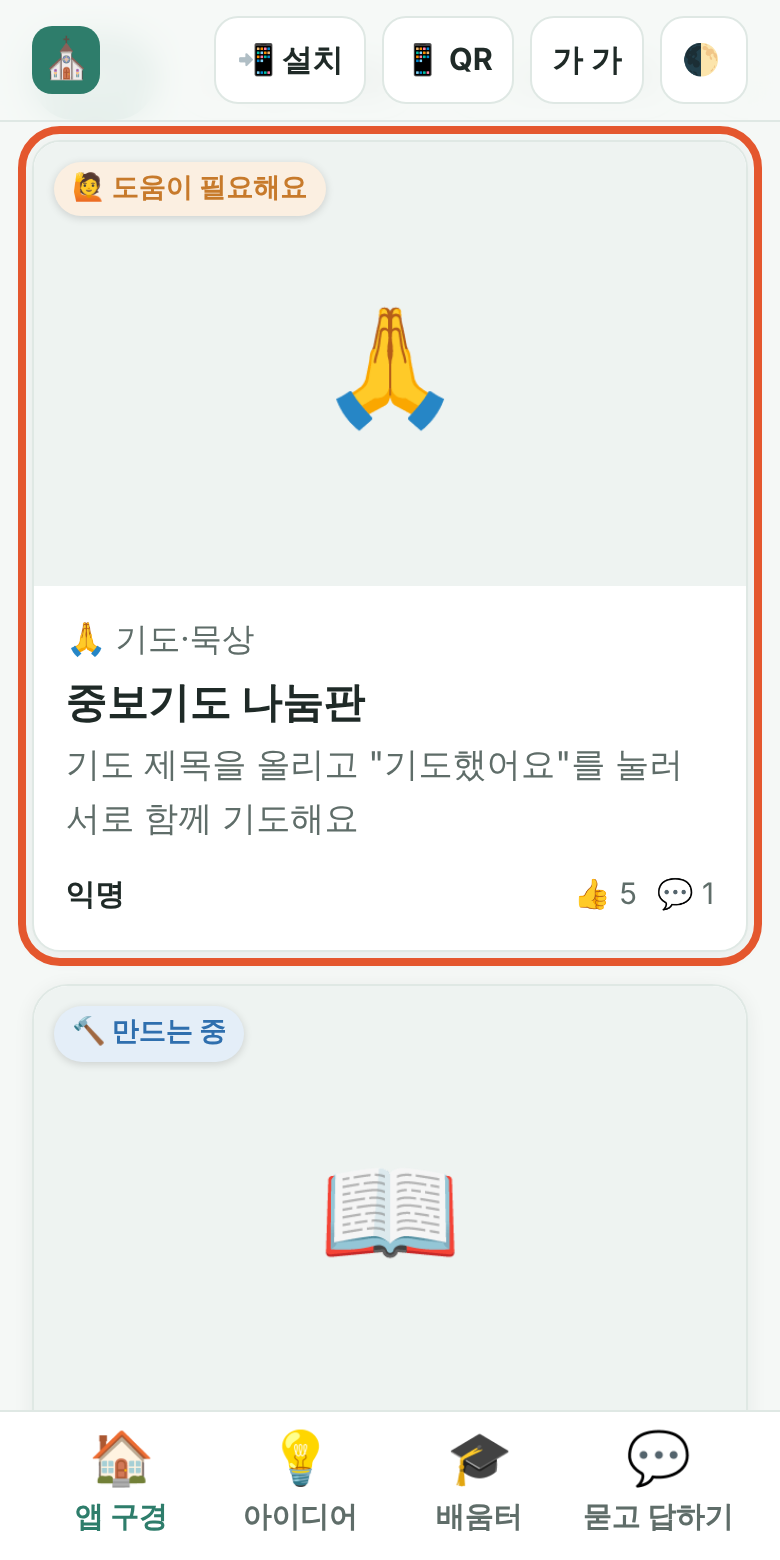 설치
QR
가 가
도움이 필요해요
기도·묵상
중보기도 나눔판
기도 제목을 올리고 "기도했어요"를 눌러
서로 함께 기도해요
익명
5
1
만드는 중
앱 구경
아이디어
배움터
묻고 답하기